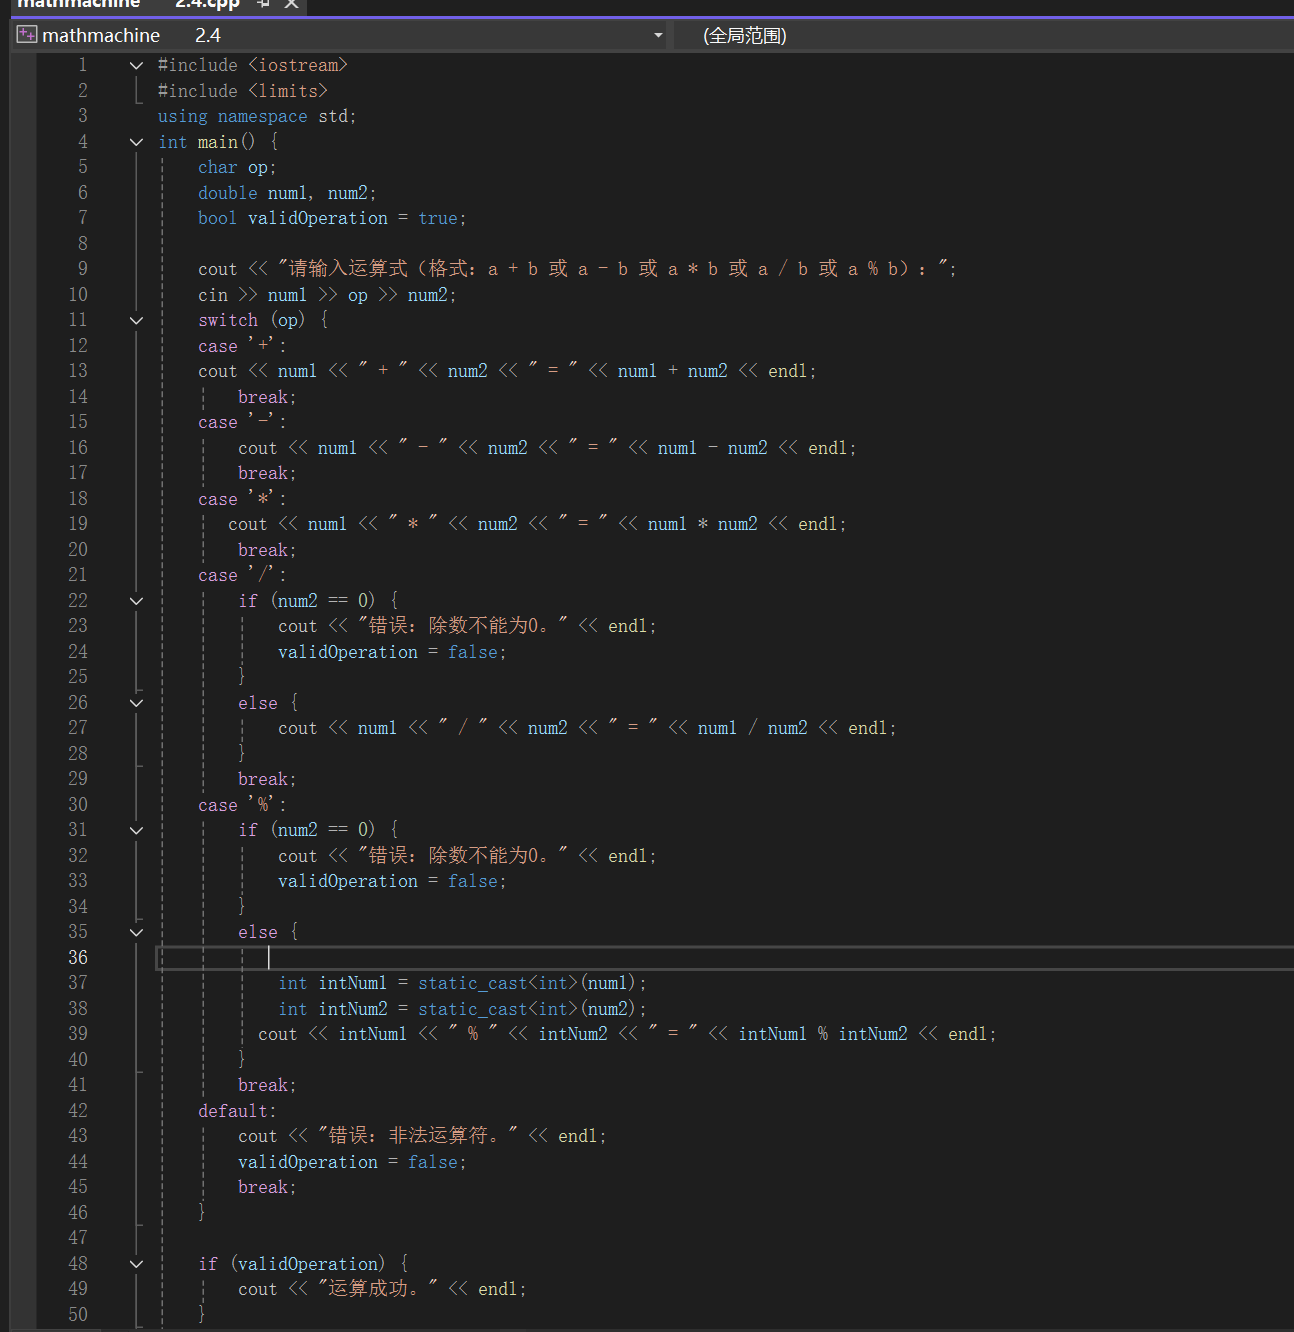 mathmachine 2.4.cpp
mathmachine 2.4 (全局范围)
1 #include <iostream>
2 #include <limits>
3 using namespace std;
4 int main() {
5 char op;
6 double num1, num2;
7 bool validOperation = true;
8
9 cout << "请输入运算式（格式：a + b 或 a - b 或 a * b 或 a / b 或 a % b）：";
10 cin >> num1 >> op >> num2;
11 switch (op) {
12 case '+':
13 cout << num1 << " + " << num2 << " = " << num1 + num2 << endl;
14 break;
15 case '-':
16 cout << num1 << " - " << num2 << " = " << num1 - num2 << endl;
17 break;
18 case '*':
19 cout << num1 << " * " << num2 << " = " << num1 * num2 << endl;
20 break;
21 case '/':
22 if (num2 == 0) {
23 cout << "错误：除数不能为0。" << endl;
24 validOperation = false;
25 }
26 else {
27 cout << num1 << " / " << num2 << " = " << num1 / num2 << endl;
28 }
29 break;
30 case '%':
31 if (num2 == 0) {
32 cout << "错误：除数不能为0。" << endl;
33 validOperation = false;
34 }
35 else {
36
37 int intNum1 = static_cast<int>(num1);
38 int intNum2 = static_cast<int>(num2);
39 cout << intNum1 << " % " << intNum2 << " = " << intNum1 % intNum2 << endl;
40 }
41 break;
42 default:
43 cout << "错误：非法运算符。" << endl;
44 validOperation = false;
45 break;
46 }
47
48 if (validOperation) {
49 cout << "运算成功。" << endl;
50 }